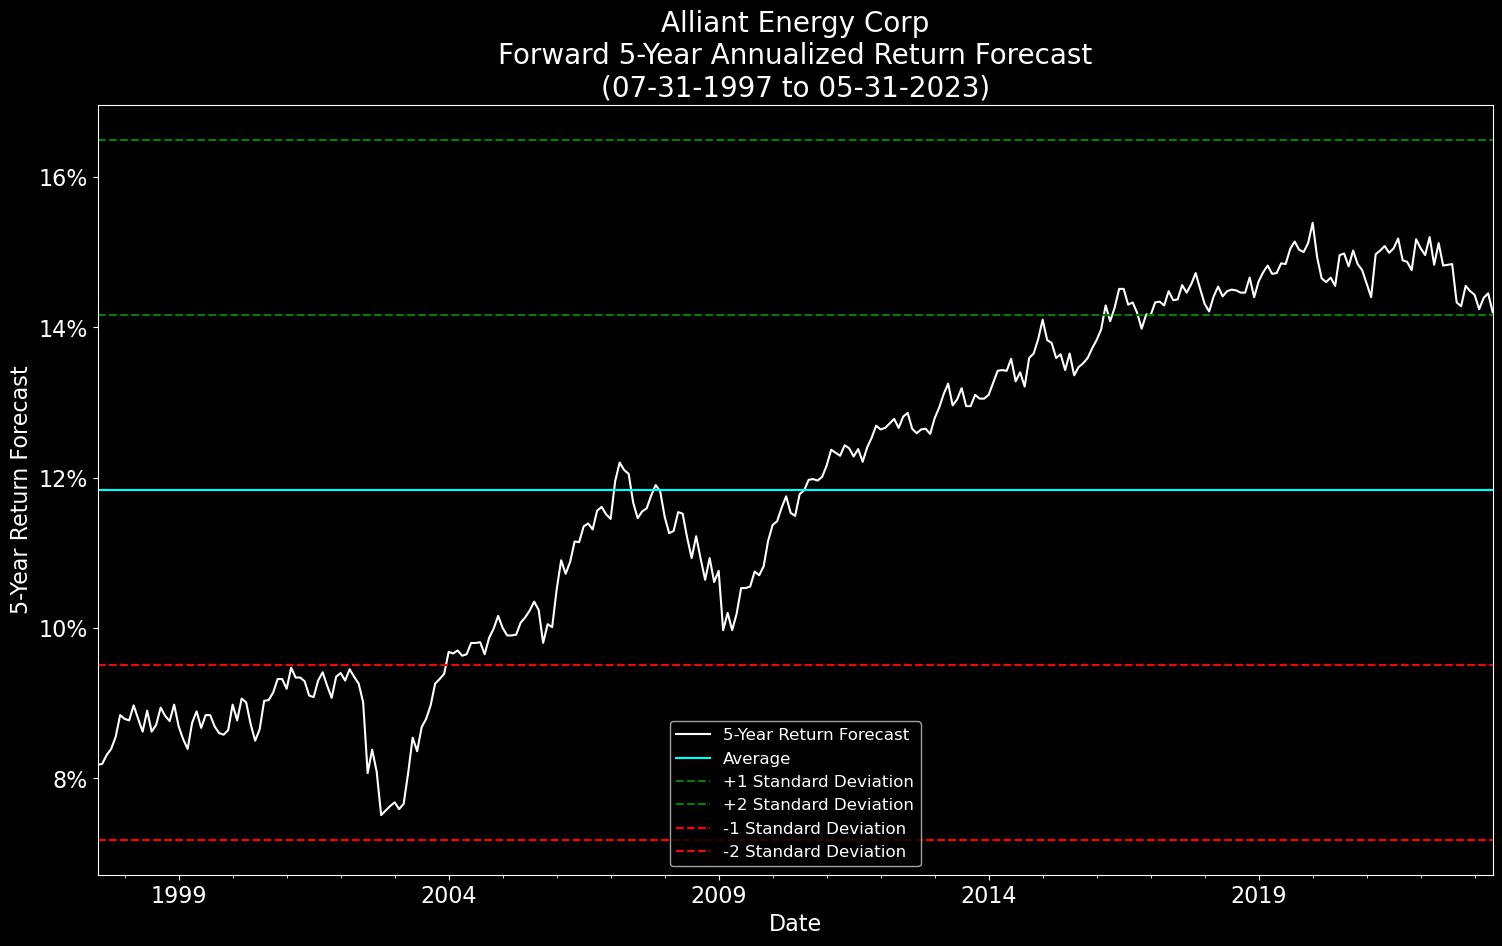 Alliant Energy Corp
Forward 5-Year Annualized Return Forecast
(07-31-1997 to 05-31-2023)
5-Year Return Forecast
16%
14%
12%
10%
8%
5-Year Return Forecast
Average
+1 Standard Deviation
+2 Standard Deviation
-1 Standard Deviation
-2 Standard Deviation
1999 2004 2009 2014 2019
Date